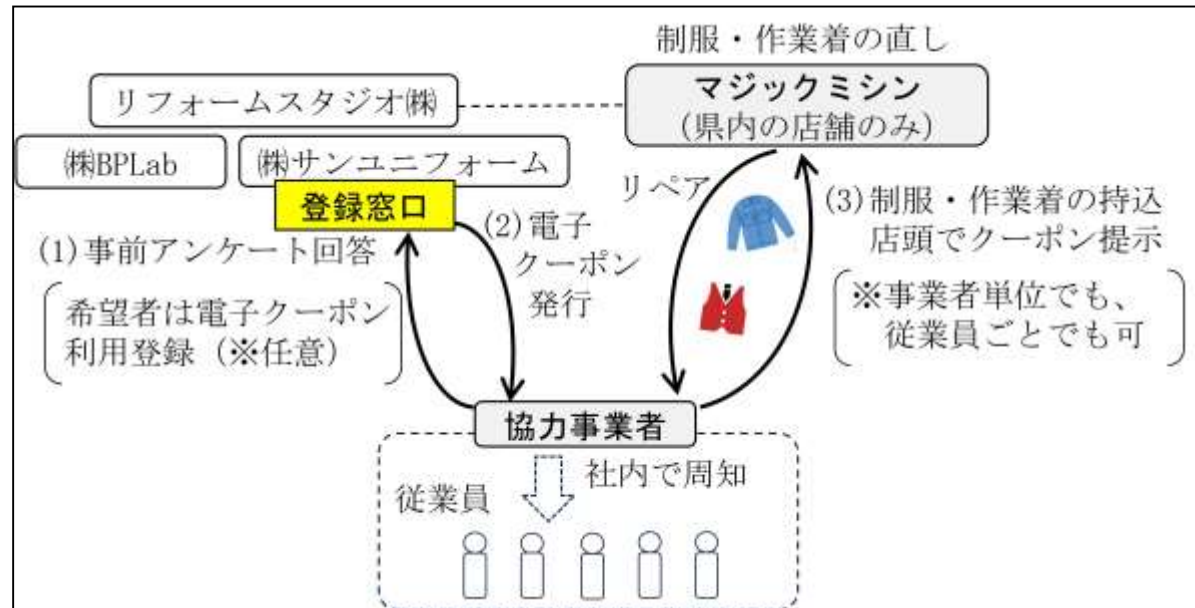 制服・作業着の直し
マジックミシン
(県内の店舗のみ)
リフォームスタジオ㈱
㈱BPLab
㈱サンユニフォーム
登録窓口
(1)事前アンケート回答
希望者は電子クーポン
利用登録（※任意）
(2)電子
クーポン
発行
リペア
(3)制服・作業着の持込
店頭でクーポン提示
※事業者単位でも、
従業員ごとでも可
協力事業者
社内で周知
従業員